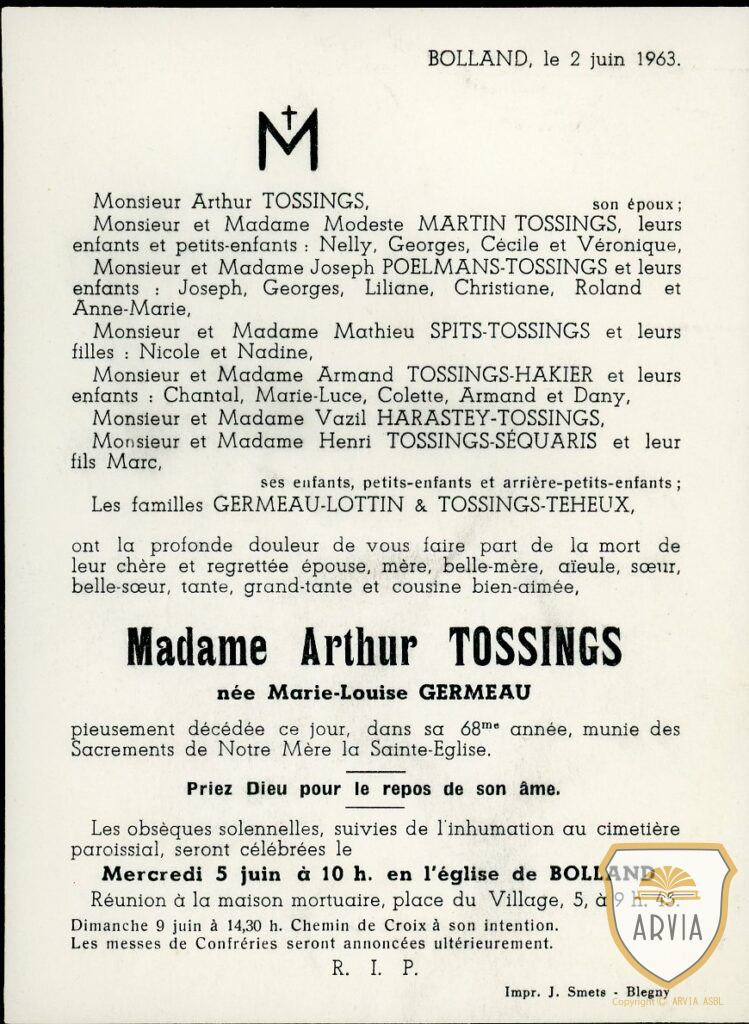 BOLLAND, le 2 juin 1963.
M
Monsieur Arthur TOSSINGS, son époux ;
Monsieur et Madame Modeste MARTIN TOSSINGS, leurs
enfants et petits-enfants : Nelly, Georges, Cécile et Véronique,
Monsieur et Madame Joseph POELMANS-TOSSINGS et leurs
enfants : Joseph, Georges, Liliane, Christiane, Roland et
Anne-Marie,
Monsieur et Madame Mathieu SPITS-TOSSINGS et leurs
filles : Nicole et Nadine,
Monsieur et Madame Armand TOSSINGS-HAKIER et leurs
enfants : Chantal, Marie-Luce, Colette, Armand et Dany,
Monsieur et Madame Vazil HARASTEY-TOSSINGS,
Monsieur et Madame Henri TOSSINGS-SÉQUARIS et leur
fils Marc,
ses enfants, petits-enfants et arrière-petits-enfants ;
Les familles GERMEAU-LOTTIN & TOSSINGS-TEHEUX,
ont la profonde douleur de vous faire part de la mort de
leur chère et regrettée épouse, mère, belle-mère, aïeule, sœur,
belle-sœur, tante, grand-tante et cousine bien-aimée,
Madame Arthur TOSSINGS
née Marie-Louise GERMEAU
pieusement décédée ce jour, dans sa 68me année, munie des
Sacrements de Notre Mère la Sainte-Eglise.
Priez Dieu pour le repos de son âme.
Les obsèques solennelles, suivies de l'inhumation au cimetière
paroissial, seront célébrées le
Mercredi 5 juin à 10 h. en l'église de BOLLAND
Réunion à la maison mortuaire, place du Village, 5, à 9 h. 45.
Dimanche 9 juin à 14,30 h. Chemin de Croix à son intention.
Les messes de Confréries seront annoncées ultérieurement.
R. I. P.
Impr. J. Smets - Blegny
ARVIA
Copyright © ARVIA ASBL